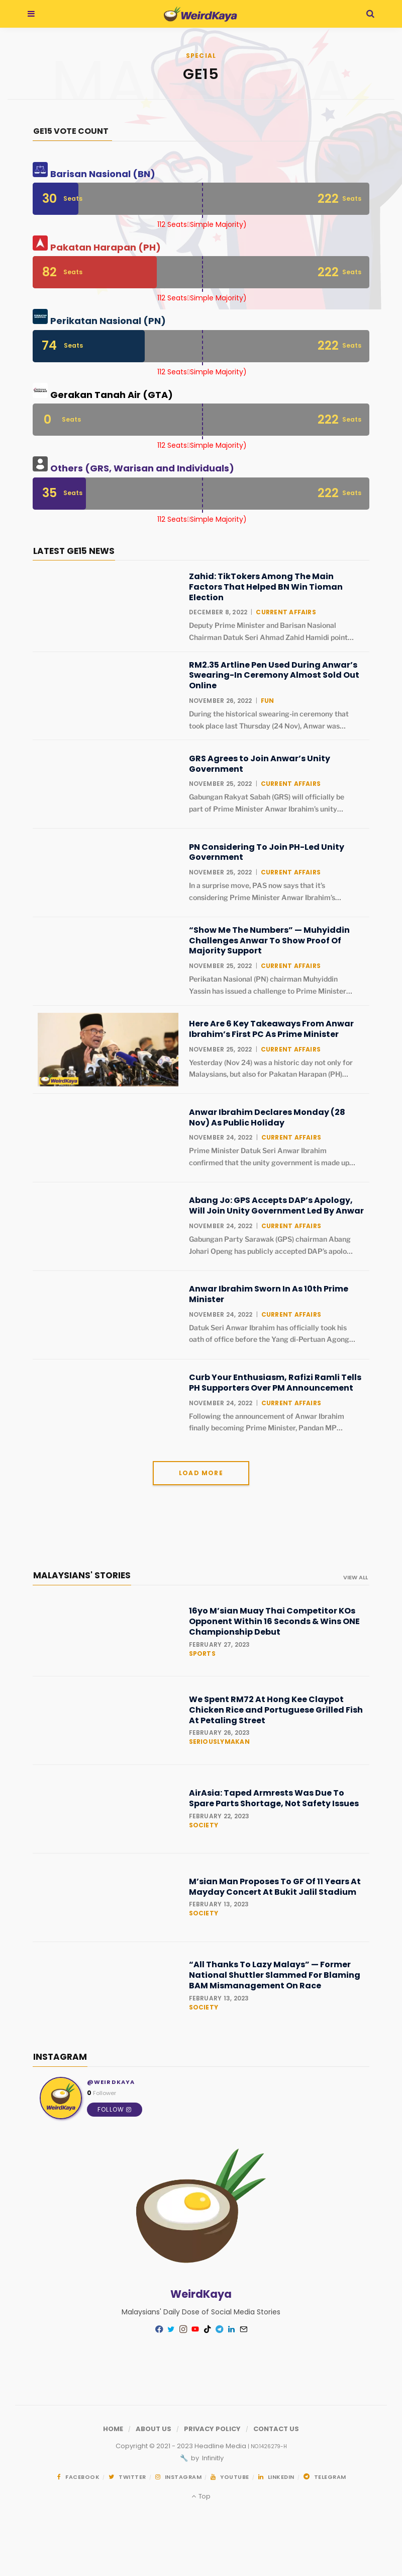 WeirdKaya
SPECIAL
GE15
GE15 VOTE COUNT
Barisan Nasional (BN)
30 Seats 222 Seats
112 Seats Simple Majority)
Pakatan Harapan (PH)
82 Seats 222 Seats
112 Seats Simple Majority)
Perikatan Nasional (PN)
74 Seats 222 Seats
112 Seats Simple Majority)
Gerakan Tanah Air (GTA)
0 Seats 222 Seats
112 Seats Simple Majority)
Others (GRS, Warisan and Individuals)
35 Seats 222 Seats
112 Seats Simple Majority)
LATEST GE15 NEWS
Zahid: TikTokers Among The Main
Factors That Helped BN Win Tioman
Election
DECEMBER 8, 2022 | CURRENT AFFAIRS
Deputy Prime Minister and Barisan Nasional
Chairman Datuk Seri Ahmad Zahid Hamidi point…
RM2.35 Artline Pen Used During Anwar’s
Swearing-In Ceremony Almost Sold Out
Online
NOVEMBER 26, 2022 | FUN
During the historical swearing-in ceremony that
took place last Thursday (24 Nov), Anwar was…
GRS Agrees to Join Anwar’s Unity
Government
NOVEMBER 25, 2022 | CURRENT AFFAIRS
Gabungan Rakyat Sabah (GRS) will officially be
part of Prime Minister Anwar Ibrahim’s unity…
PN Considering To Join PH-Led Unity
Government
NOVEMBER 25, 2022 | CURRENT AFFAIRS
In a surprise move, PAS now says that it’s
considering Prime Minister Anwar Ibrahim’s…
“Show Me The Numbers” — Muhyiddin
Challenges Anwar To Show Proof Of
Majority Support
NOVEMBER 25, 2022 | CURRENT AFFAIRS
Perikatan Nasional (PN) chairman Muhyiddin
Yassin has issued a challenge to Prime Minister…
WeirdKaya
Here Are 6 Key Takeaways From Anwar
Ibrahim’s First PC As Prime Minister
NOVEMBER 25, 2022 | CURRENT AFFAIRS
Yesterday (Nov 24) was a historic day not only for
Malaysians, but also for Pakatan Harapan (PH)…
Anwar Ibrahim Declares Monday (28
Nov) As Public Holiday
NOVEMBER 24, 2022 | CURRENT AFFAIRS
Prime Minister Datuk Seri Anwar Ibrahim
confirmed that the unity government is made up…
Abang Jo: GPS Accepts DAP’s Apology,
Will Join Unity Government Led By Anwar
NOVEMBER 24, 2022 | CURRENT AFFAIRS
Gabungan Party Sarawak (GPS) chairman Abang
Johari Openg has publicly accepted DAP’s apolo…
Anwar Ibrahim Sworn In As 10th Prime
Minister
NOVEMBER 24, 2022 | CURRENT AFFAIRS
Datuk Seri Anwar Ibrahim has officially took his
oath of office before the Yang di-Pertuan Agong…
Curb Your Enthusiasm, Rafizi Ramli Tells
PH Supporters Over PM Announcement
NOVEMBER 24, 2022 | CURRENT AFFAIRS
Following the announcement of Anwar Ibrahim
finally becoming Prime Minister, Pandan MP…
LOAD MORE
MALAYSIANS' STORIES
VIEW ALL
16yo M’sian Muay Thai Competitor KOs
Opponent Within 16 Seconds & Wins ONE
Championship Debut
FEBRUARY 27, 2023
SPORTS
We Spent RM72 At Hong Kee Claypot
Chicken Rice and Portuguese Grilled Fish
At Petaling Street
FEBRUARY 26, 2023
SERIOUSLYMAKAN
AirAsia: Taped Armrests Was Due To
Spare Parts Shortage, Not Safety Issues
FEBRUARY 22, 2023
SOCIETY
M’sian Man Proposes To GF Of 11 Years At
Mayday Concert At Bukit Jalil Stadium
FEBRUARY 13, 2023
SOCIETY
“All Thanks To Lazy Malays” — Former
National Shuttler Slammed For Blaming
BAM Mismanagement On Race
FEBRUARY 13, 2023
SOCIETY
INSTAGRAM
WeirdKaya
@WEIRDKAYA
0 Follower
FOLLOW
WeirdKaya
Malaysians' Daily Dose of Social Media Stories
HOME / ABOUT US / PRIVACY POLICY / CONTACT US
Copyright © 2021 - 2023 Headline Media | NO1426279-H
by Infinitly
FACEBOOK / TWITTER / INSTAGRAM / YOUTUBE / LINKEDIN / TELEGRAM
Top